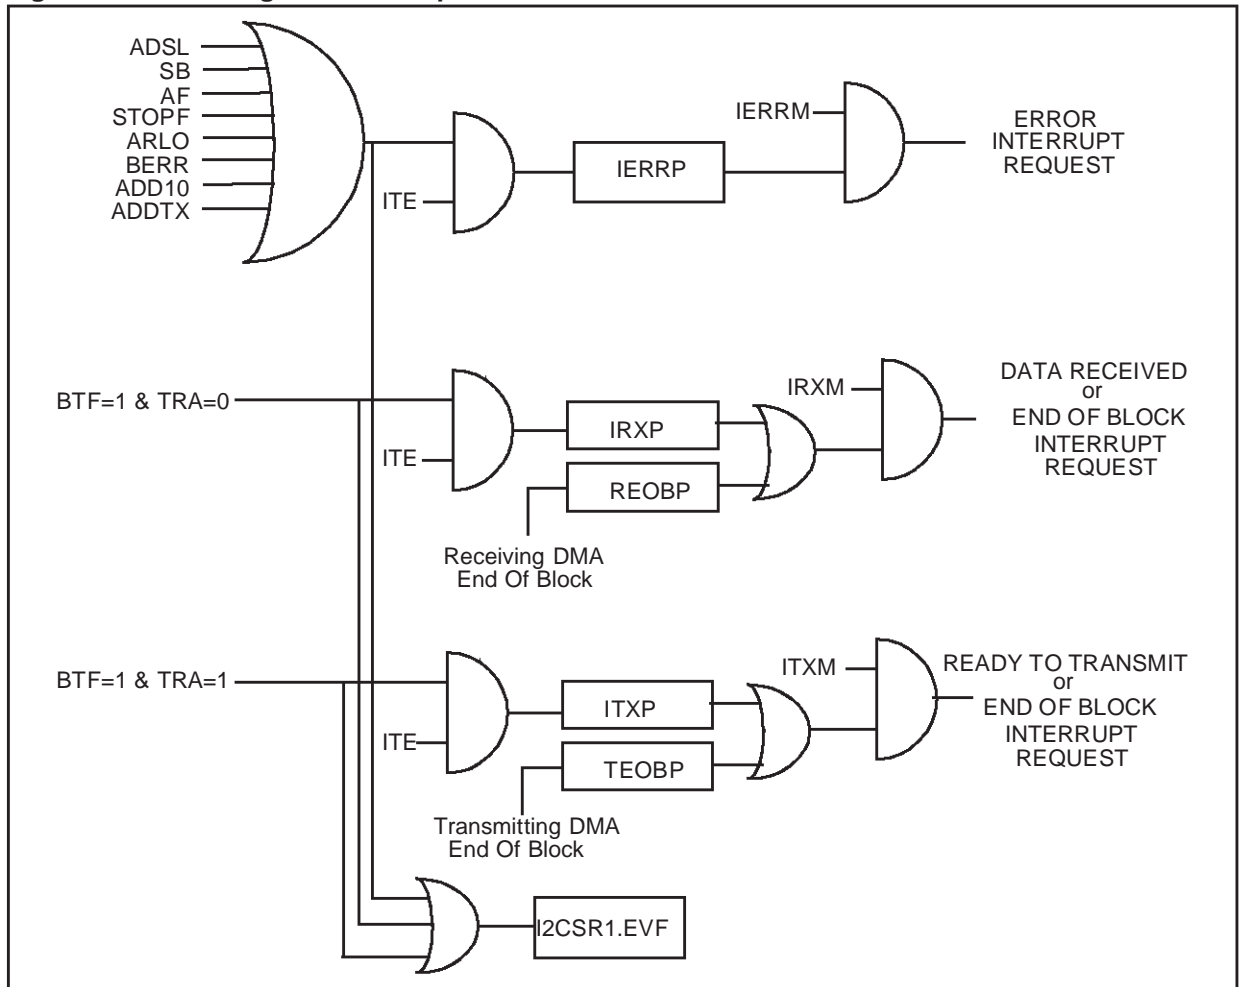 ADSL
SB
AF
STOPF
ARLO
BERR
ADD10
ADDTX
ITE
IERRP
IERRM
ERROR
INTERRUPT
REQUEST
BTF=1 & TRA=0
ITE
IRXP
REOBP
Receiving DMA
End Of Block
IRXM
DATA RECEIVED
or
END OF BLOCK
INTERRUPT
REQUEST
BTF=1 & TRA=1
ITE
ITXP
TEOBP
Transmitting DMA
End Of Block
ITXM
READY TO TRANSMIT
or
END OF BLOCK
INTERRUPT
REQUEST
I2CSR1.EVF